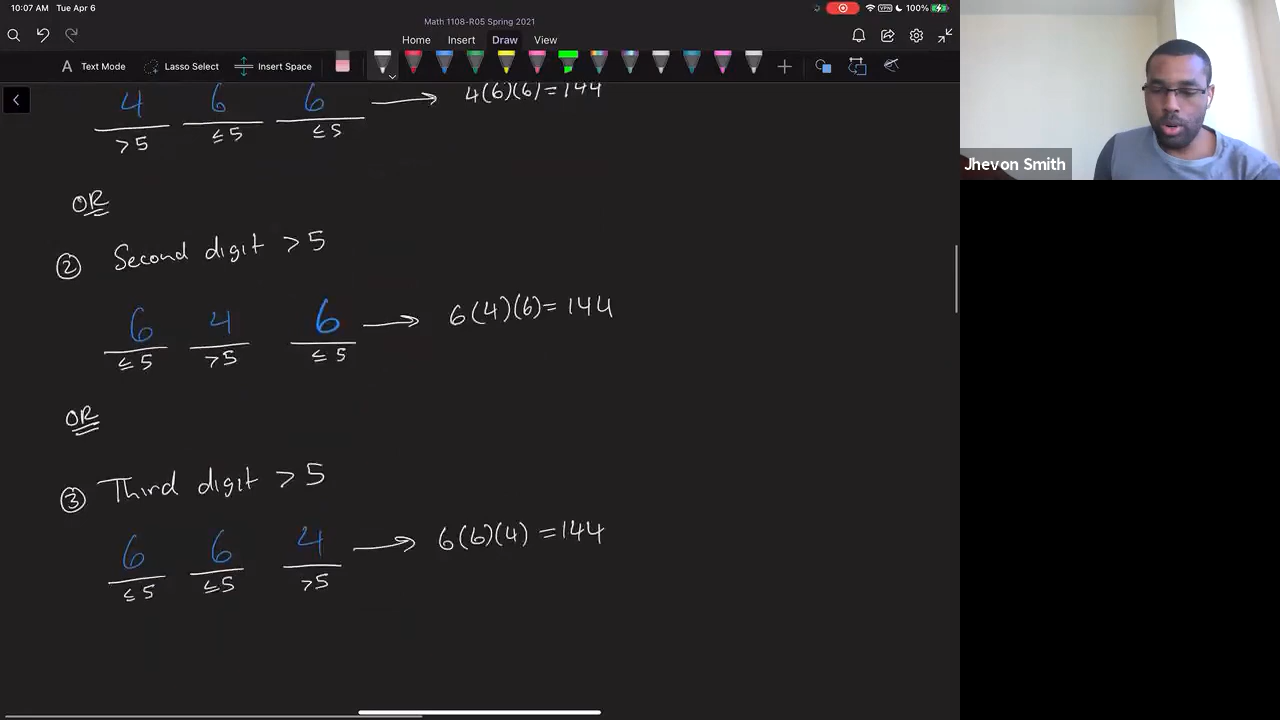 10:07 AM Tue Apr 6
VPN 100%
Math 1108-R05 Spring 2021
Home Insert Draw View
Text Mode Lasso Select Insert Space
4 6 6 → 4(6)(6)=144
>5 ≤5 ≤5
OR
② Second digit >5
6 4 6 → 6(4)(6)=144
≤5 >5 ≤5
OR
③ Third digit >5
6 6 4 → 6(6)(4)=144
≤5 ≤5 >5
Jhevon Smith